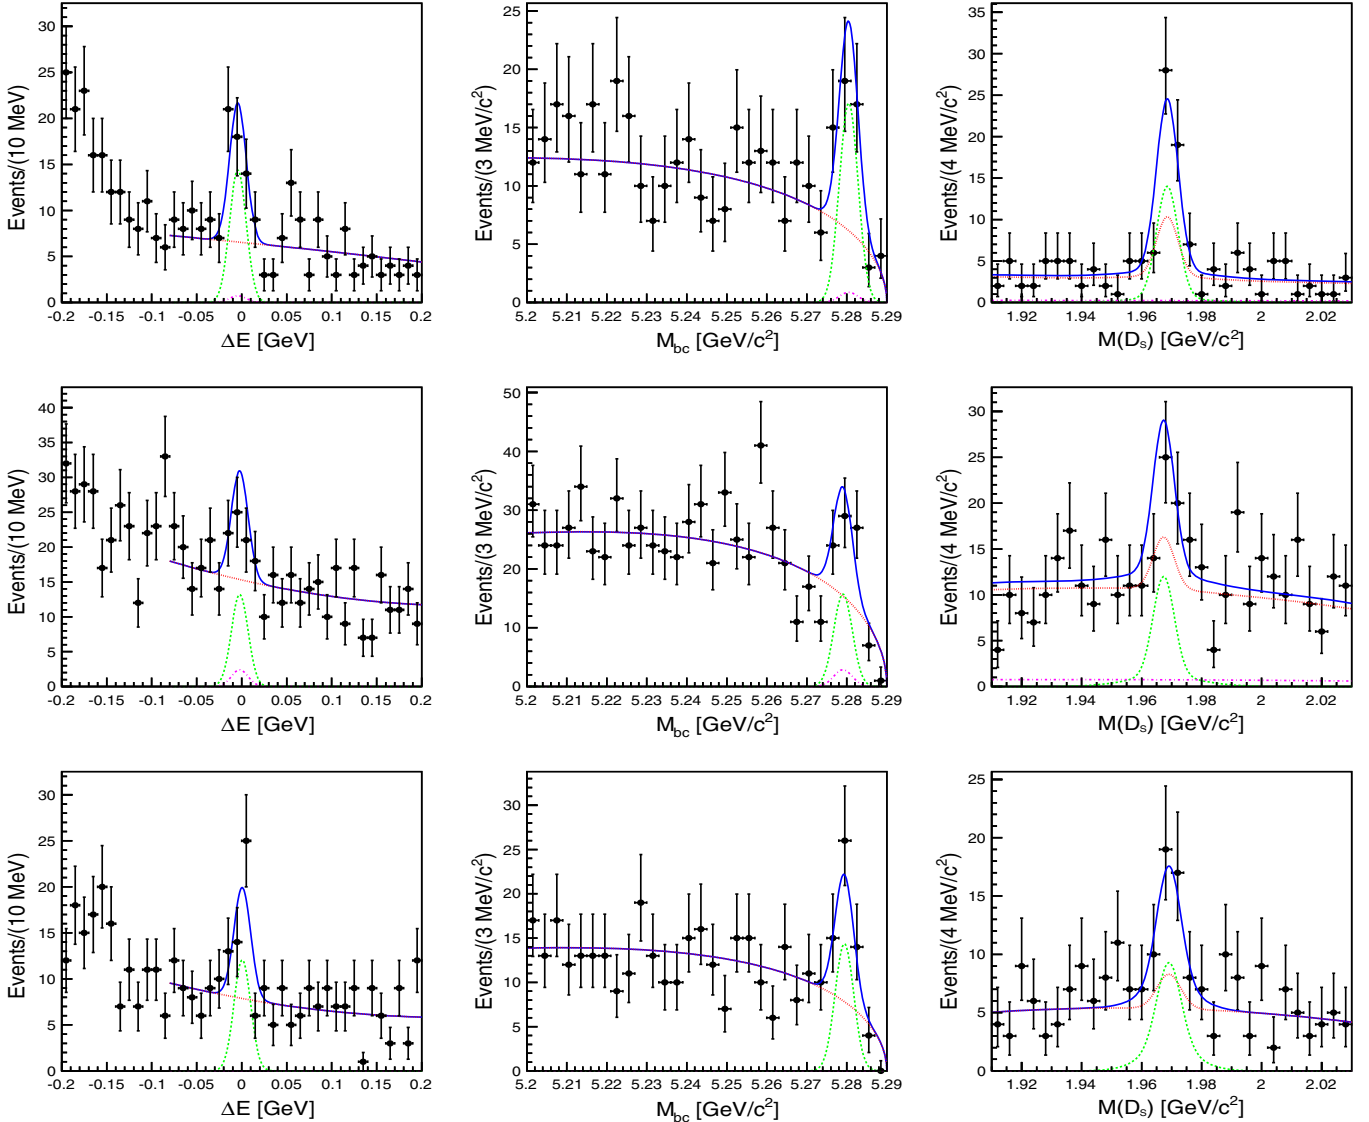 Events/(10 MeV)
30
25
20
15
10
5
0
-0.2 -0.15 -0.1 -0.05 0 0.05 0.1 0.15 0.2
ΔE [GeV]
Events/(3 MeV/c²)
25
20
15
10
5
0
5.2 5.21 5.22 5.23 5.24 5.25 5.26 5.27 5.28 5.29
M_bc [GeV/c²]
Events/(4 MeV/c²)
35
30
25
20
15
10
5
0
1.92 1.94 1.96 1.98 2 2.02
M(D_s) [GeV/c²]
Events/(10 MeV)
40
35
30
25
20
15
10
5
0
-0.2 -0.15 -0.1 -0.05 0 0.05 0.1 0.15 0.2
ΔE [GeV]
Events/(3 MeV/c²)
50
40
30
20
10
0
5.2 5.21 5.22 5.23 5.24 5.25 5.26 5.27 5.28 5.29
M_bc [GeV/c²]
Events/(4 MeV/c²)
30
25
20
15
10
5
0
1.92 1.94 1.96 1.98 2 2.02
M(D_s) [GeV/c²]
Events/(10 MeV)
30
25
20
15
10
5
0
-0.2 -0.15 -0.1 -0.05 0 0.05 0.1 0.15 0.2
ΔE [GeV]
Events/(3 MeV/c²)
30
25
20
15
10
5
0
5.2 5.21 5.22 5.23 5.24 5.25 5.26 5.27 5.28 5.29
M_bc [GeV/c²]
Events/(4 MeV/c²)
25
20
15
10
5
0
1.92 1.94 1.96 1.98 2 2.02
M(D_s) [GeV/c²]